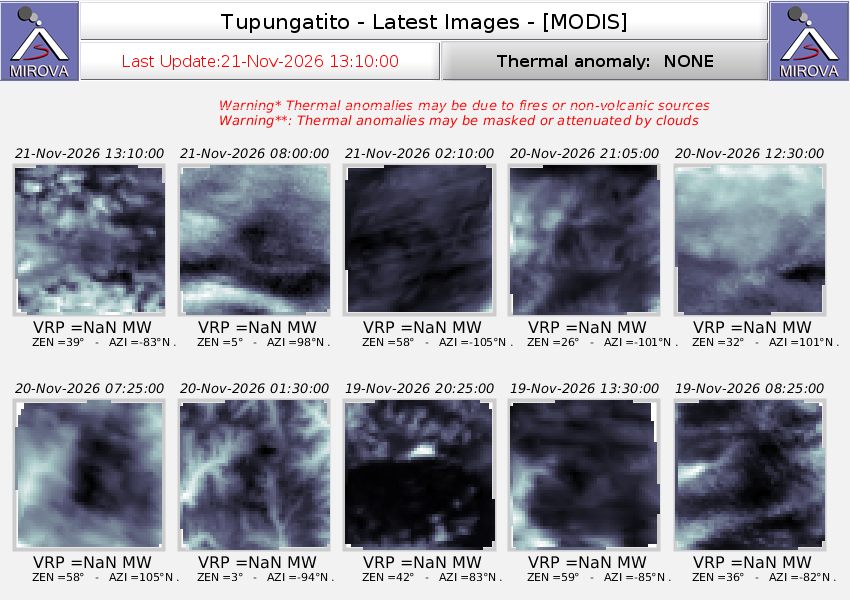 Tupungatito - Latest Images - [MODIS]
MIROVA
Last Update:21-Nov-2026 13:10:00
Thermal anomaly: NONE
MIROVA
Warning* Thermal anomalies may be due to fires or non-volcanic sources
Warning**: Thermal anomalies may be masked or attenuated by clouds
21-Nov-2026 13:10:00 21-Nov-2026 08:00:00 21-Nov-2026 02:10:00 20-Nov-2026 21:05:00 20-Nov-2026 12:30:00
VRP =NaN MW VRP =NaN MW VRP =NaN MW VRP =NaN MW VRP =NaN MW
ZEN =39° - AZI =-83°N . ZEN =5° - AZI =98°N . ZEN =58° - AZI =-105°N . ZEN =26° - AZI =-101°N . ZEN =32° - AZI =101°N .
20-Nov-2026 07:25:00 20-Nov-2026 01:30:00 19-Nov-2026 20:25:00 19-Nov-2026 13:30:00 19-Nov-2026 08:25:00
VRP =NaN MW VRP =NaN MW VRP =NaN MW VRP =NaN MW VRP =NaN MW
ZEN =58° - AZI =105°N . ZEN =3° - AZI =-94°N . ZEN =42° - AZI =83°N . ZEN =59° - AZI =-85°N . ZEN =36° - AZI =-82°N .